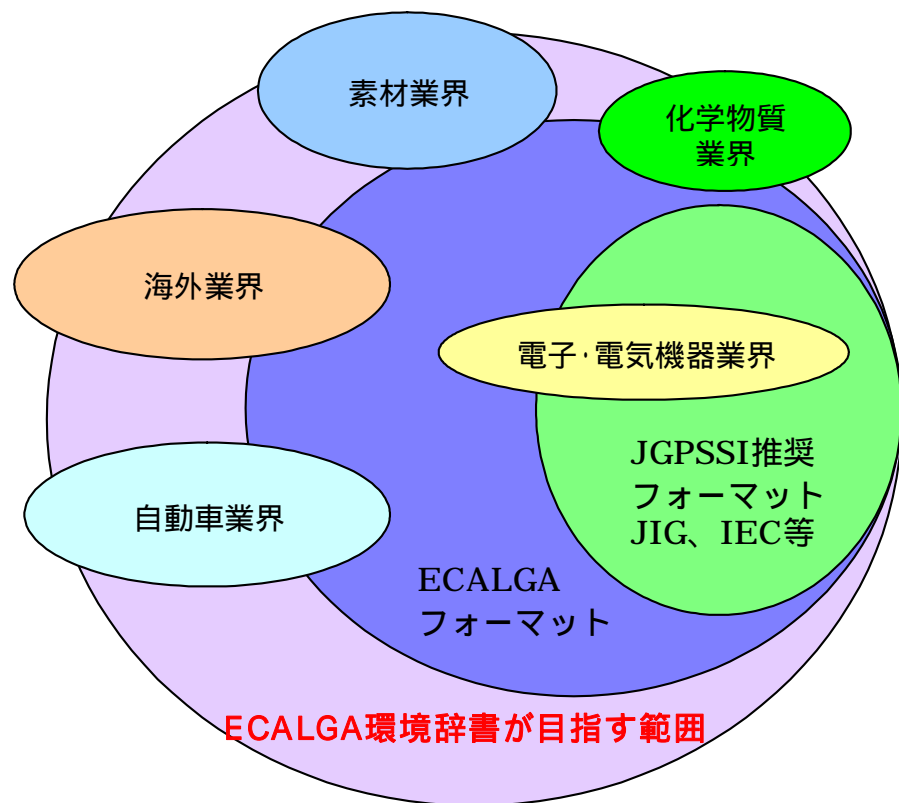 素材業界
化学物質
業界
海外業界
電子･電気機器業界
JGPSSI推奨
フォーマット
JIG、IEC等
自動車業界
ECALGA
フォーマット
ECALGA環境辞書が目指す範囲